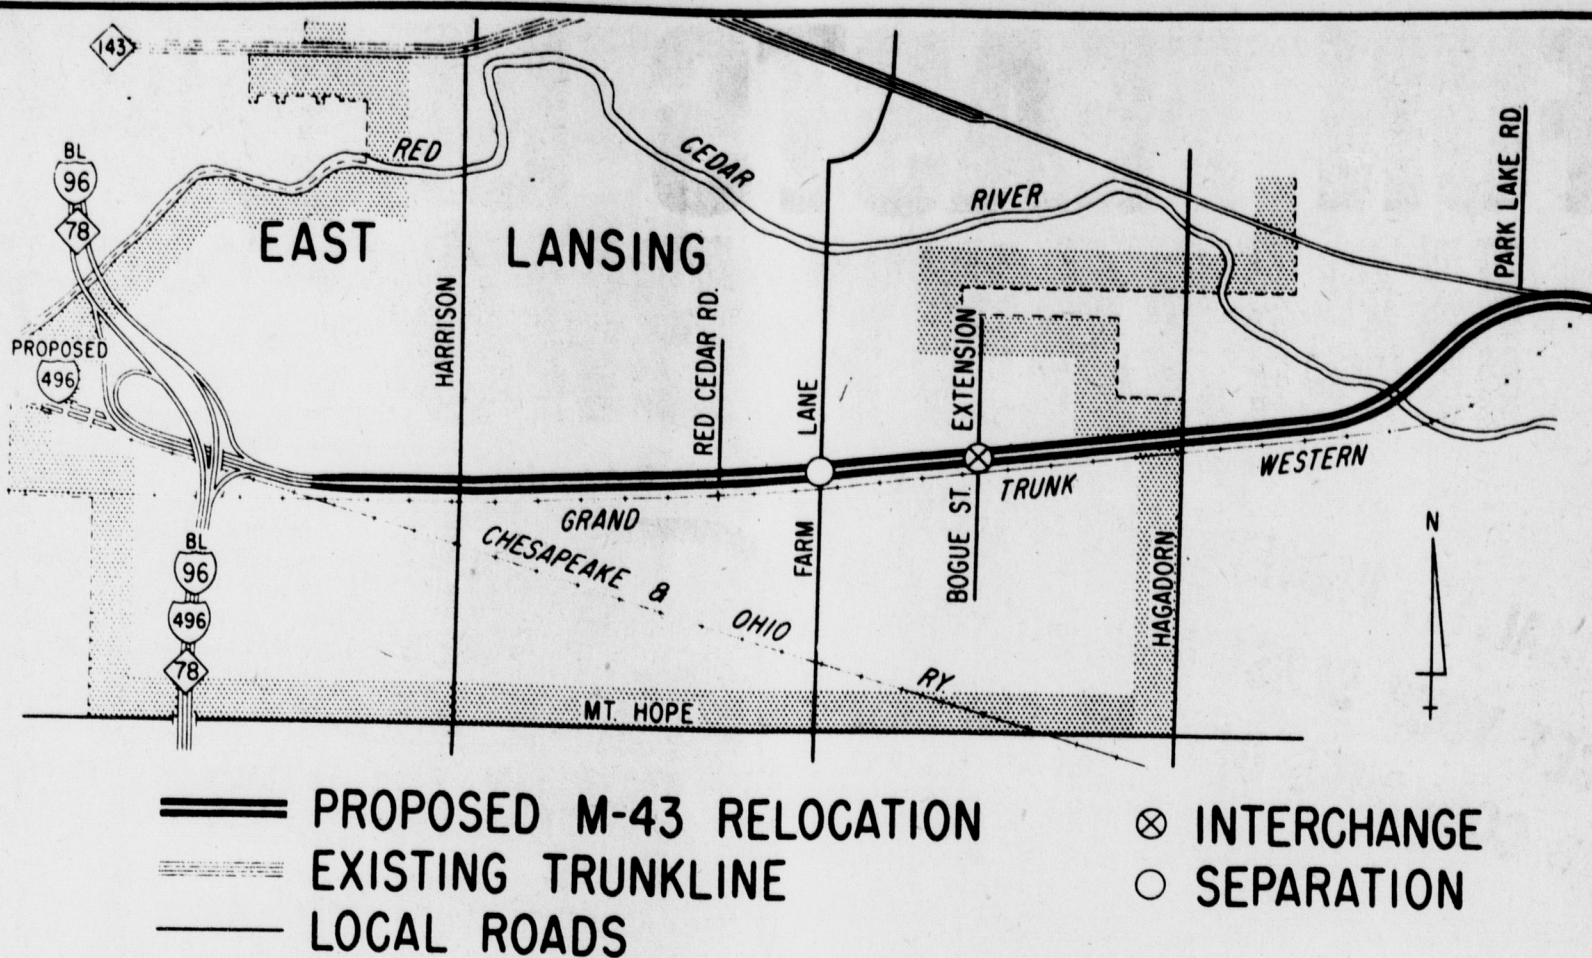 143
BL
96
78
PROPOSED
496
RED
CEDAR
RIVER
EAST LANSING
HARRISON
RED CEDAR RD.
FARM LANE
BOGUE ST. EXTENSION
HAGADORN
PARK LAKE RD
GRAND TRUNK WESTERN
CHESAPEAKE & OHIO RY.
BL
96
496
78
MT. HOPE
N
PROPOSED M-43 RELOCATION
EXISTING TRUNKLINE
LOCAL ROADS
INTERCHANGE
SEPARATION